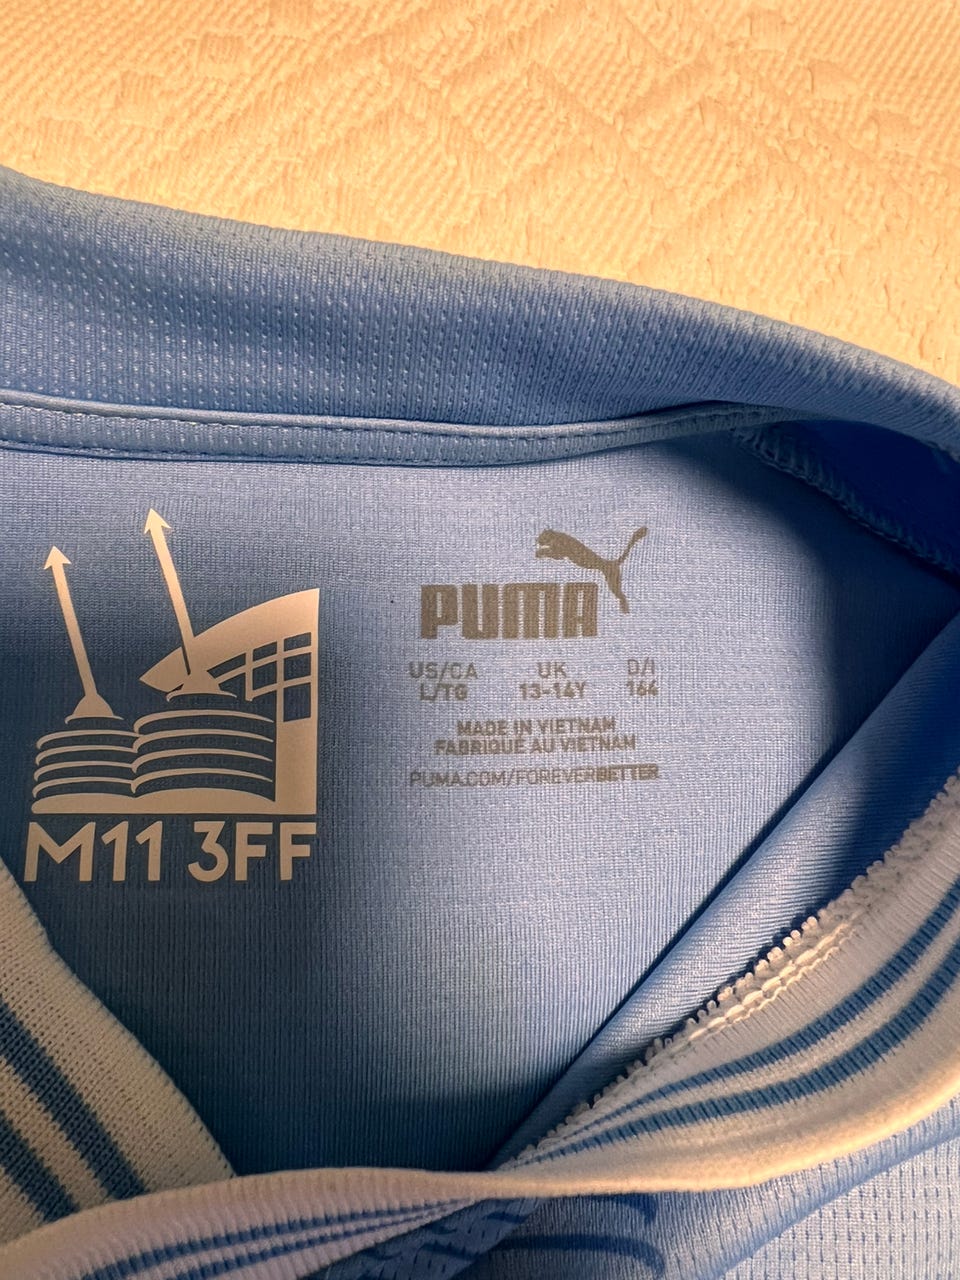 M11 3FF
PUMA
US/CA UK D/I
L/TG 13-14Y 164
MADE IN VIETNAM
FABRIQUÉ AU VIETNAM
PUMA.COM/FOREVERBETTER